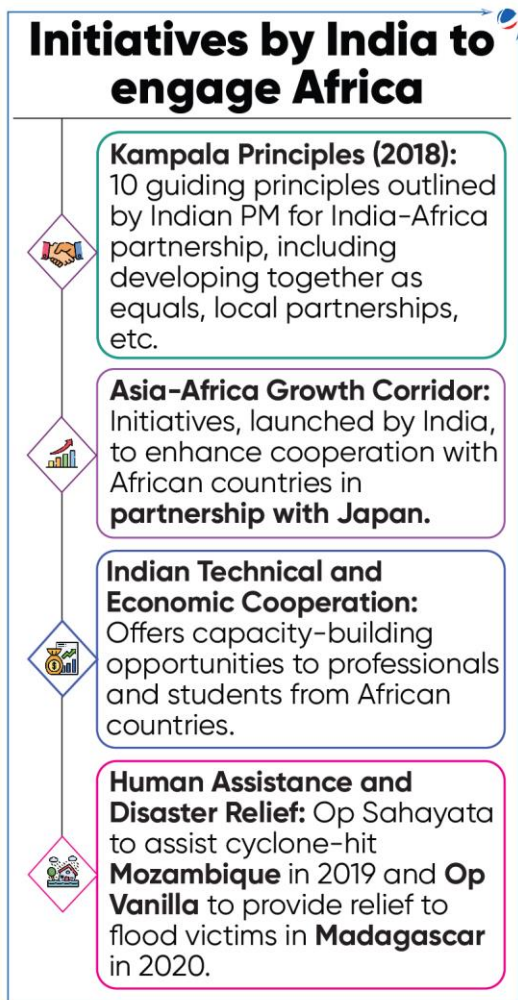 Initiatives by India to
engage Africa
Kampala Principles (2018):
10 guiding principles outlined
by Indian PM for India-Africa
partnership, including
developing together as
equals, local partnerships,
etc.
Asia-Africa Growth Corridor:
Initiatives, launched by India,
to enhance cooperation with
African countries in
partnership with Japan.
Indian Technical and
Economic Cooperation:
Offers capacity-building
opportunities to professionals
and students from African
countries.
Human Assistance and
Disaster Relief: Op Sahayata
to assist cyclone-hit
Mozambique in 2019 and Op
Vanilla to provide relief to
flood victims in Madagascar
in 2020.